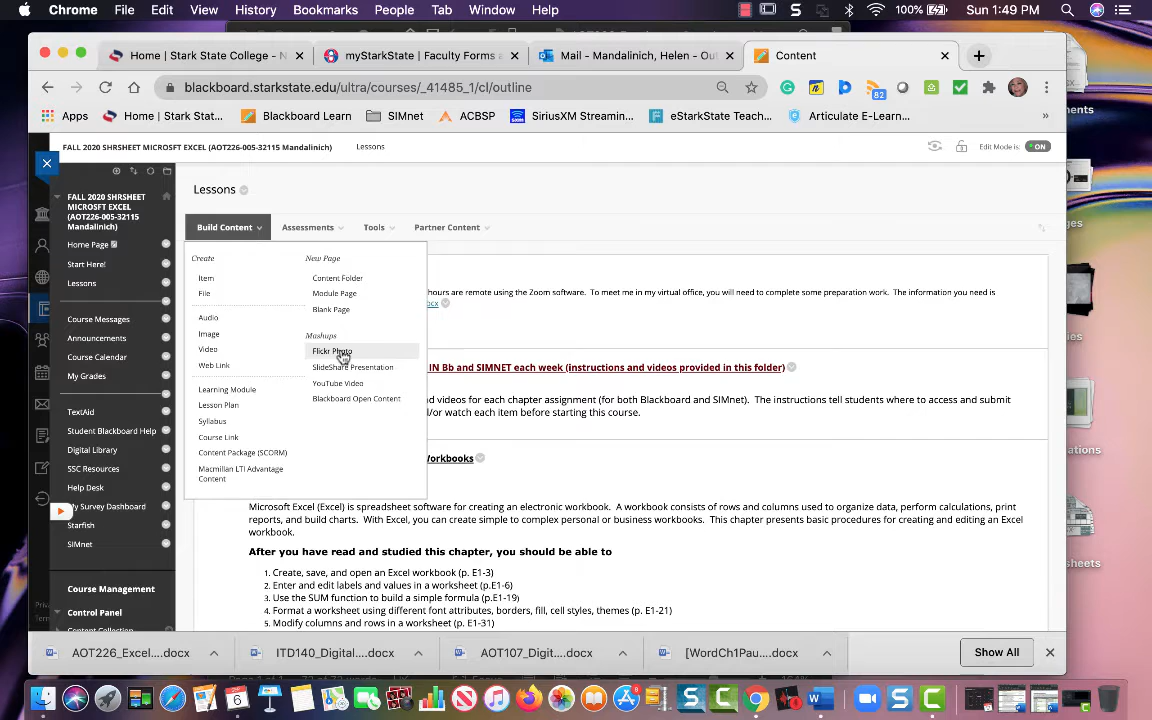 Chrome File Edit View History Bookmarks People Tab Window Help 100% Sun 1:49 PM
Home | Stark State College - N myStarkState | Faculty Forms a Mail - Mandalinich, Helen - Ou Content
blackboard.starkstate.edu/ultra/courses/_41485_1/cl/outline 82
Apps Home | Stark Stat... Blackboard Learn SIMnet ACBSP SiriusXM Streamin... eStarkState Teach... Articulate E-Learn... »
FALL 2020 SHRSHEET MICROSFT EXCEL (AOT226-005-32115 Mandalinich) Lessons Edit Mode is: ON
FALL 2020 SHRSHEET
MICROSFT EXCEL
(AOT226-005-32115
Mandalinich)
Home Page
Start Here!
Lessons
Course Messages
Announcements
Course Calendar
My Grades
TextAid
Student Blackboard Help
Digital Library
SSC Resources
Help Desk
My Survey Dashboard
Starfish
SIMnet
Course Management
Control Panel
Content Collection
Lessons
Build Content Assessments Tools Partner Content
Create
Item
File
Audio
Image
Video
Web Link
Learning Module
Lesson Plan
Syllabus
Course Link
Content Package (SCORM)
Macmillan LTI Advantage
Content
New Page
Content Folder
Module Page
Blank Page
Mashups
Flickr Photo
SlideShare Presentation
YouTube Video
Blackboard Open Content
hours are remote using the Zoom software. To meet me in my virtual office, you will need to complete some preparation work. The information you need is
ocx
IN Bb and SIMNET each week (instructions and videos provided in this folder)
nd videos for each chapter assignment (for both Blackboard and SIMnet). The instructions tell students where to access and submit
d/or watch each item before starting this course.
Workbooks
Microsoft Excel (Excel) is spreadsheet software for creating an electronic workbook. A workbook consists of rows and columns used to organize data, perform calculations, print
reports, and build charts. With Excel, you can create simple to complex personal or business workbooks. This chapter presents basic procedures for creating and editing an Excel
workbook.
After you have read and studied this chapter, you should be able to
1. Create, save, and open an Excel workbook (p. E1-3)
2. Enter and edit labels and values in a worksheet (p.E1-6)
3. Use the SUM function to build a simple formula (p.E1-19)
4. Format a worksheet using different font attributes, borders, fill, cell styles, themes (p. E1-21)
5. Modify columns and rows in a worksheet (p. E1-31)
AOT226_Excel....docx ITD140_Digital....docx AOT107_Digit....docx [WordCh1Pau....docx Show All